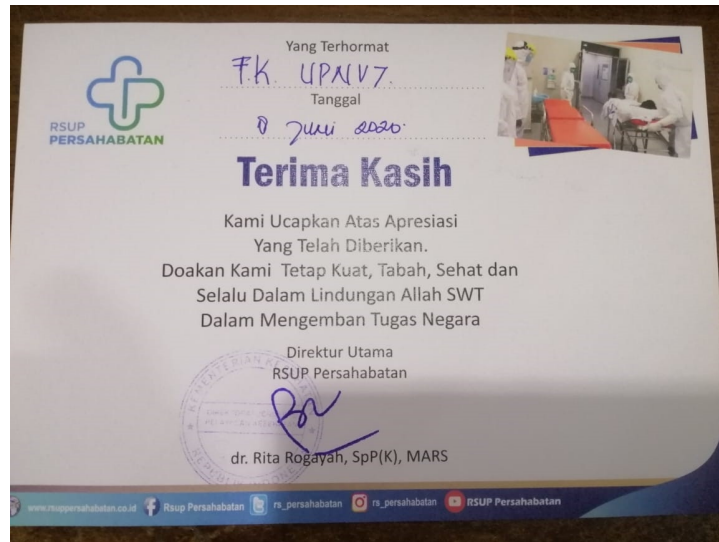 Yang Terhormat
F.K. UPNVJ.
Tanggal
8 Juni 2020.
RSUP
PERSAHABATAN
Terima Kasih
Kami Ucapkan Atas Apresiasi
Yang Telah Diberikan.
Doakan Kami Tetap Kuat, Tabah, Sehat dan
Selalu Dalam Lindungan Allah SWT
Dalam Mengemban Tugas Negara
Direktur Utama
RSUP Persahabatan
dr. Rita Rogayah, SpP(K), MARS
www.rsuppersahabatan.co.id Rsup Persahabatan rs_persahabatan rs_persahabatan RSUP Persahabatan